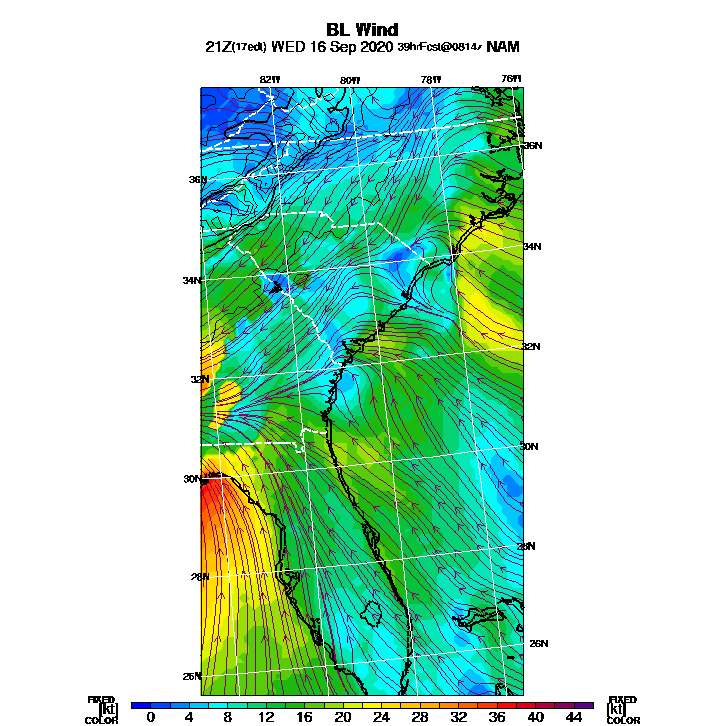 BL Wind
21Z(17edt) WED 16 Sep 2020 39hrFcst@0814z NAM
82W 80W 78W 76W
36N
36N
34N
34N
32N
32N
30N
30N
28N
28N
26N
26N
FIXED FIXED
[kt] [kt]
COLOR 0 4 8 12 16 20 24 28 32 36 40 44 COLOR